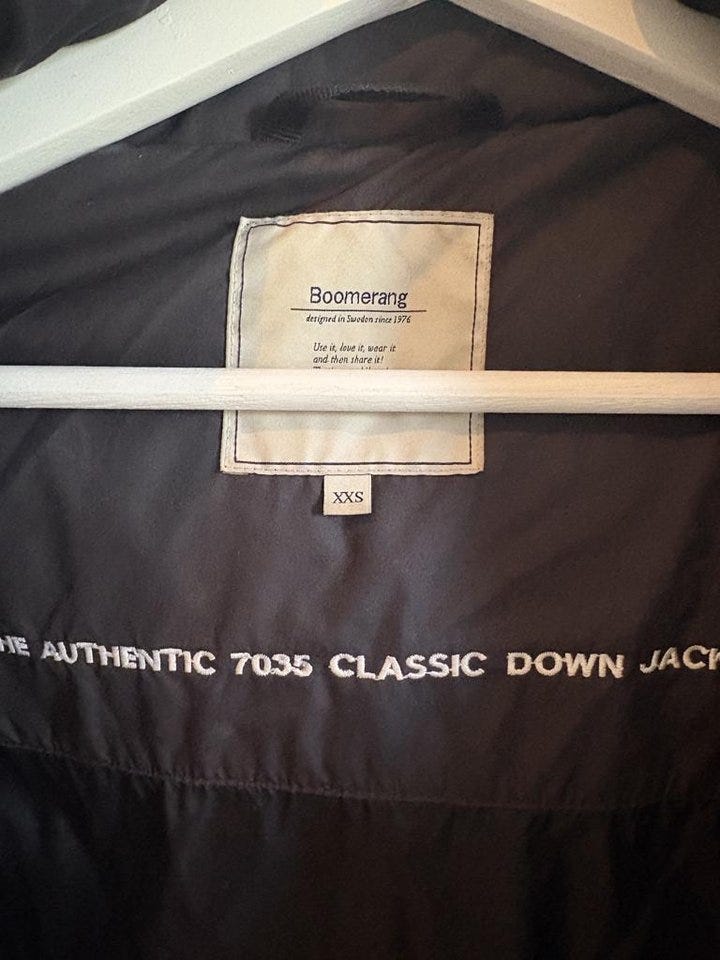 Boomerang
designed in Sweden since 1976
Use it, love it, wear it
and then share it!
XXS
HE AUTHENTIC 7035 CLASSIC DOWN JACK